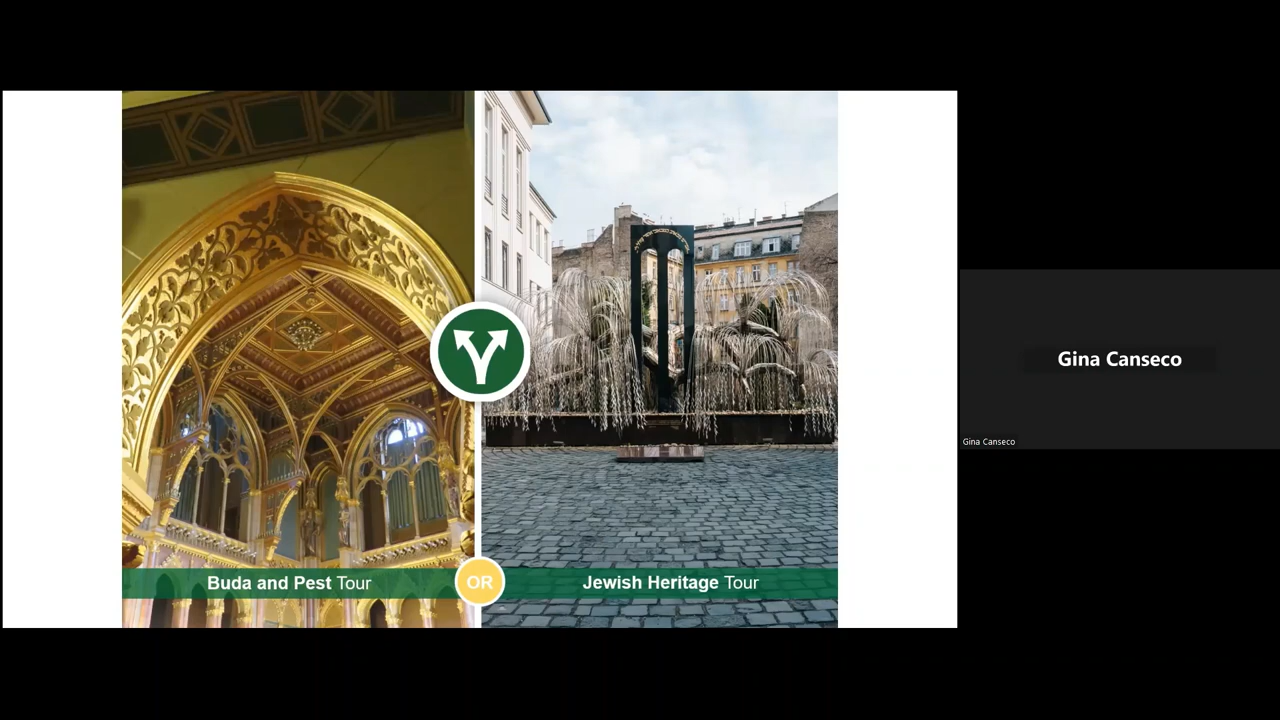 Buda and Pest Tour
OR
Jewish Heritage Tour
Gina Canseco
Gina Canseco